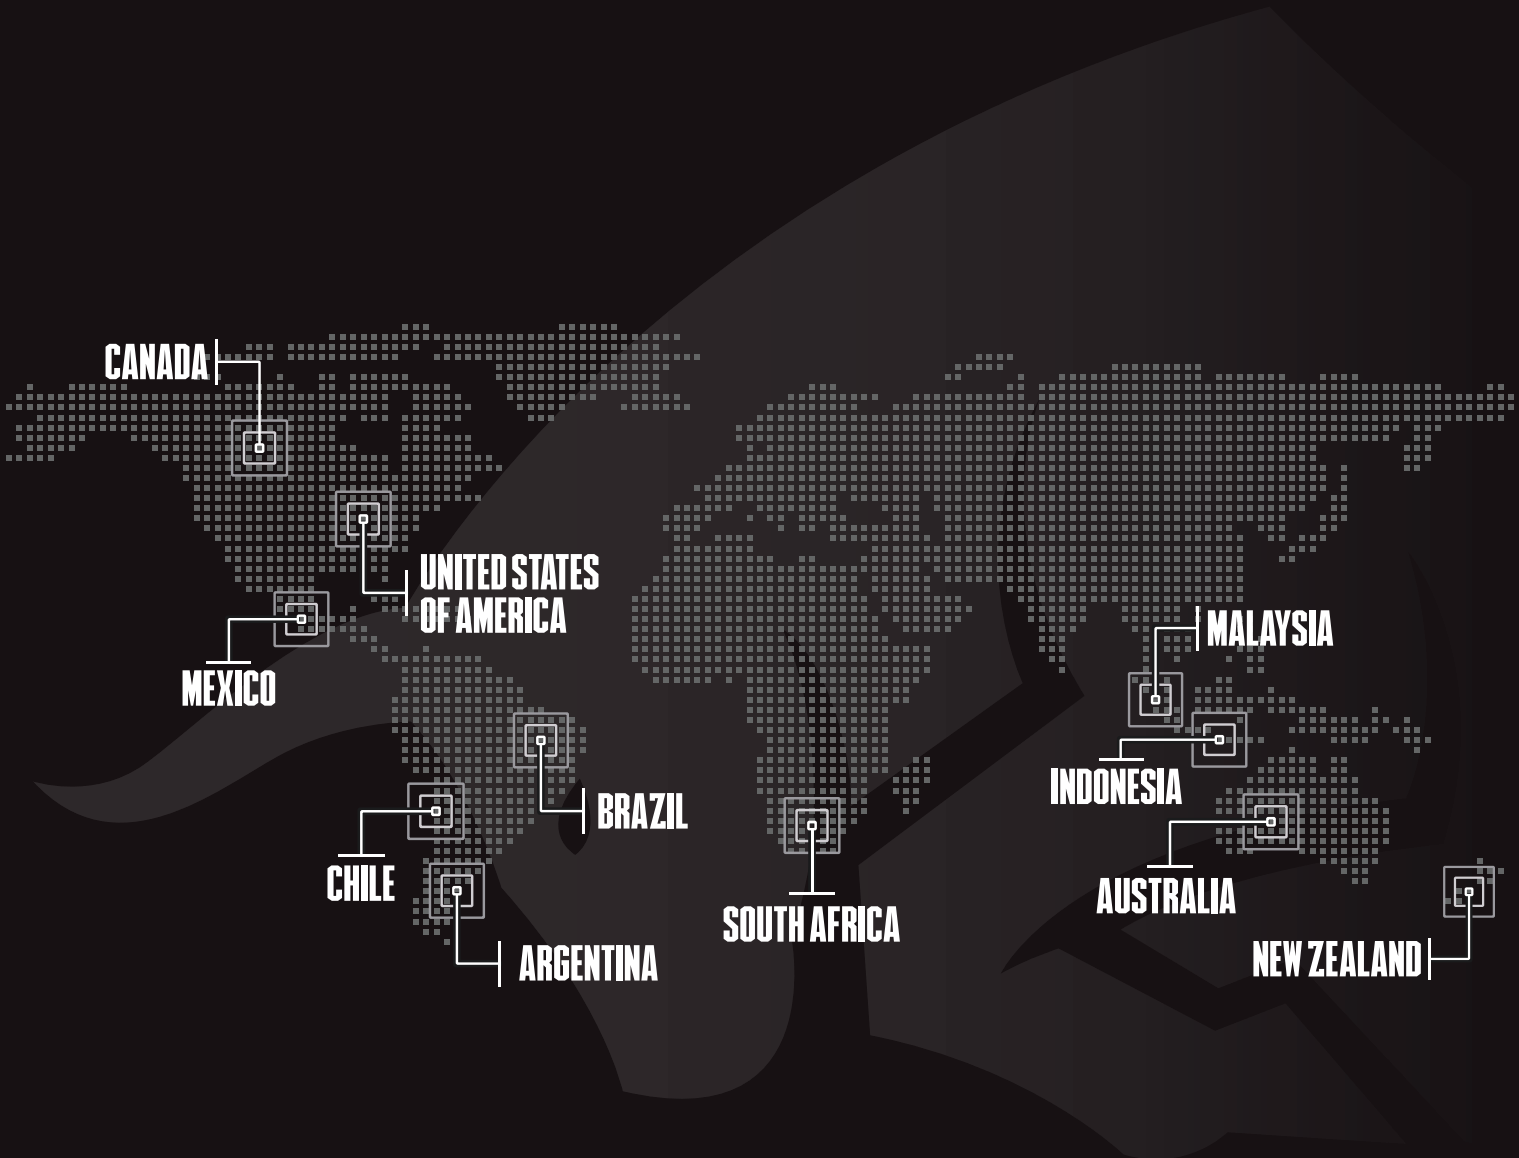 CANADA
UNITED STATES
OF AMERICA
MALAYSIA
MEXICO
INDONESIA
BRAZIL
CHILE
AUSTRALIA
SOUTH AFRICA
NEW ZEALAND
ARGENTINA